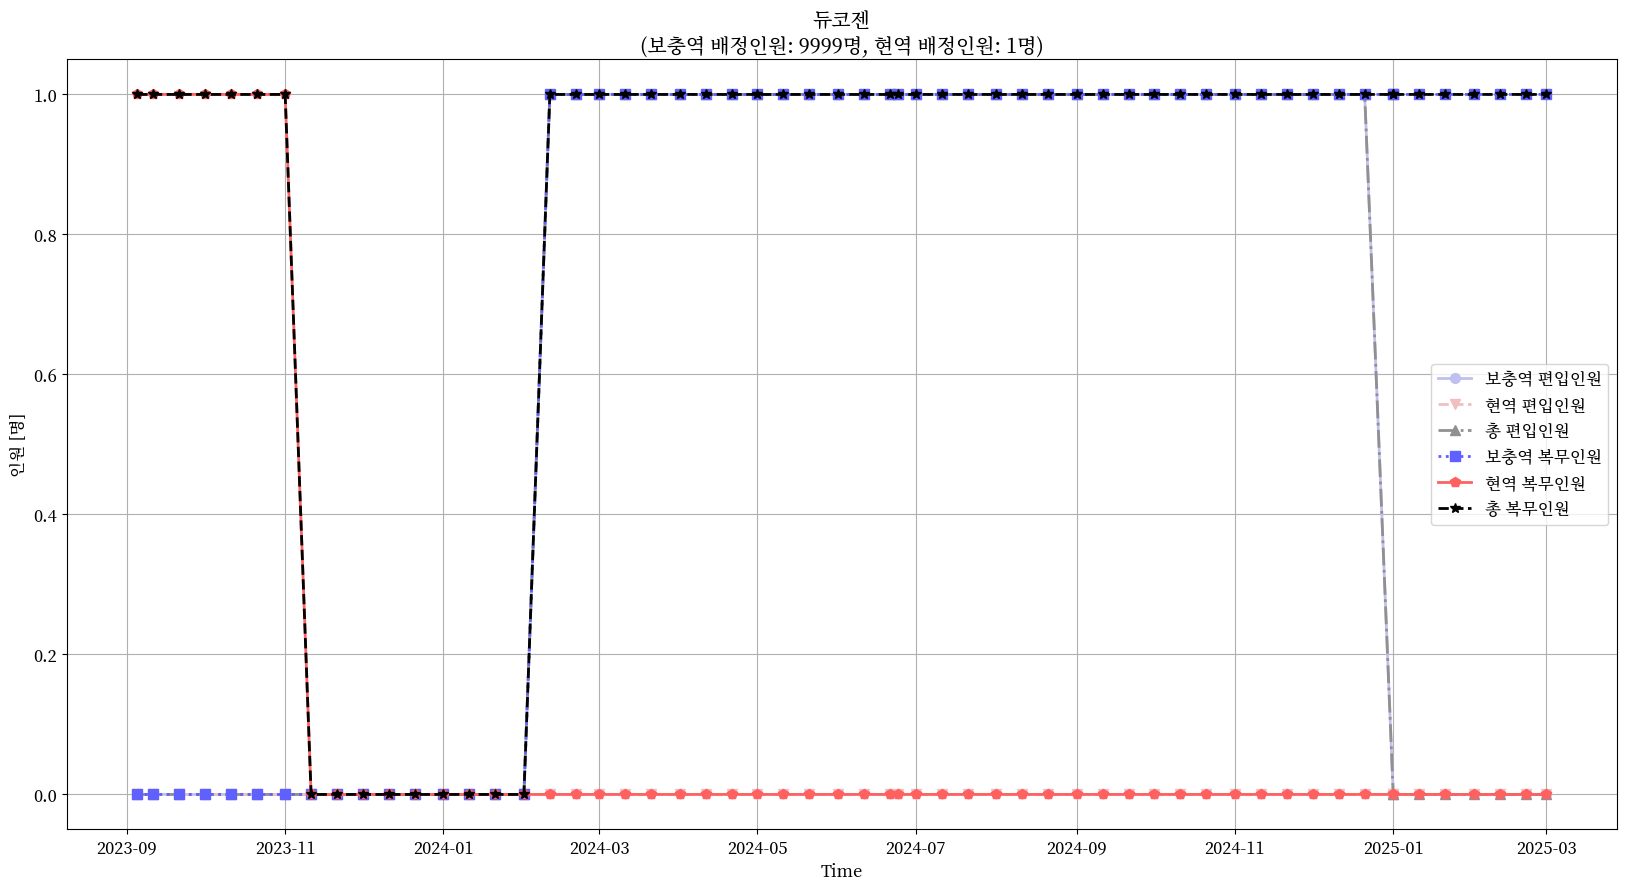 듀코젠
(보충역 배정인원: 9999명, 현역 배정인원: 1명)
인원 [명]
1.0
0.8
0.6
0.4
0.2
0.0
보충역 편입인원
현역 편입인원
총 편입인원
보충역 복무인원
현역 복무인원
총 복무인원
2023-09
2023-11
2024-01
2024-03
2024-05
2024-07
2024-09
2024-11
2025-01
2025-03
Time